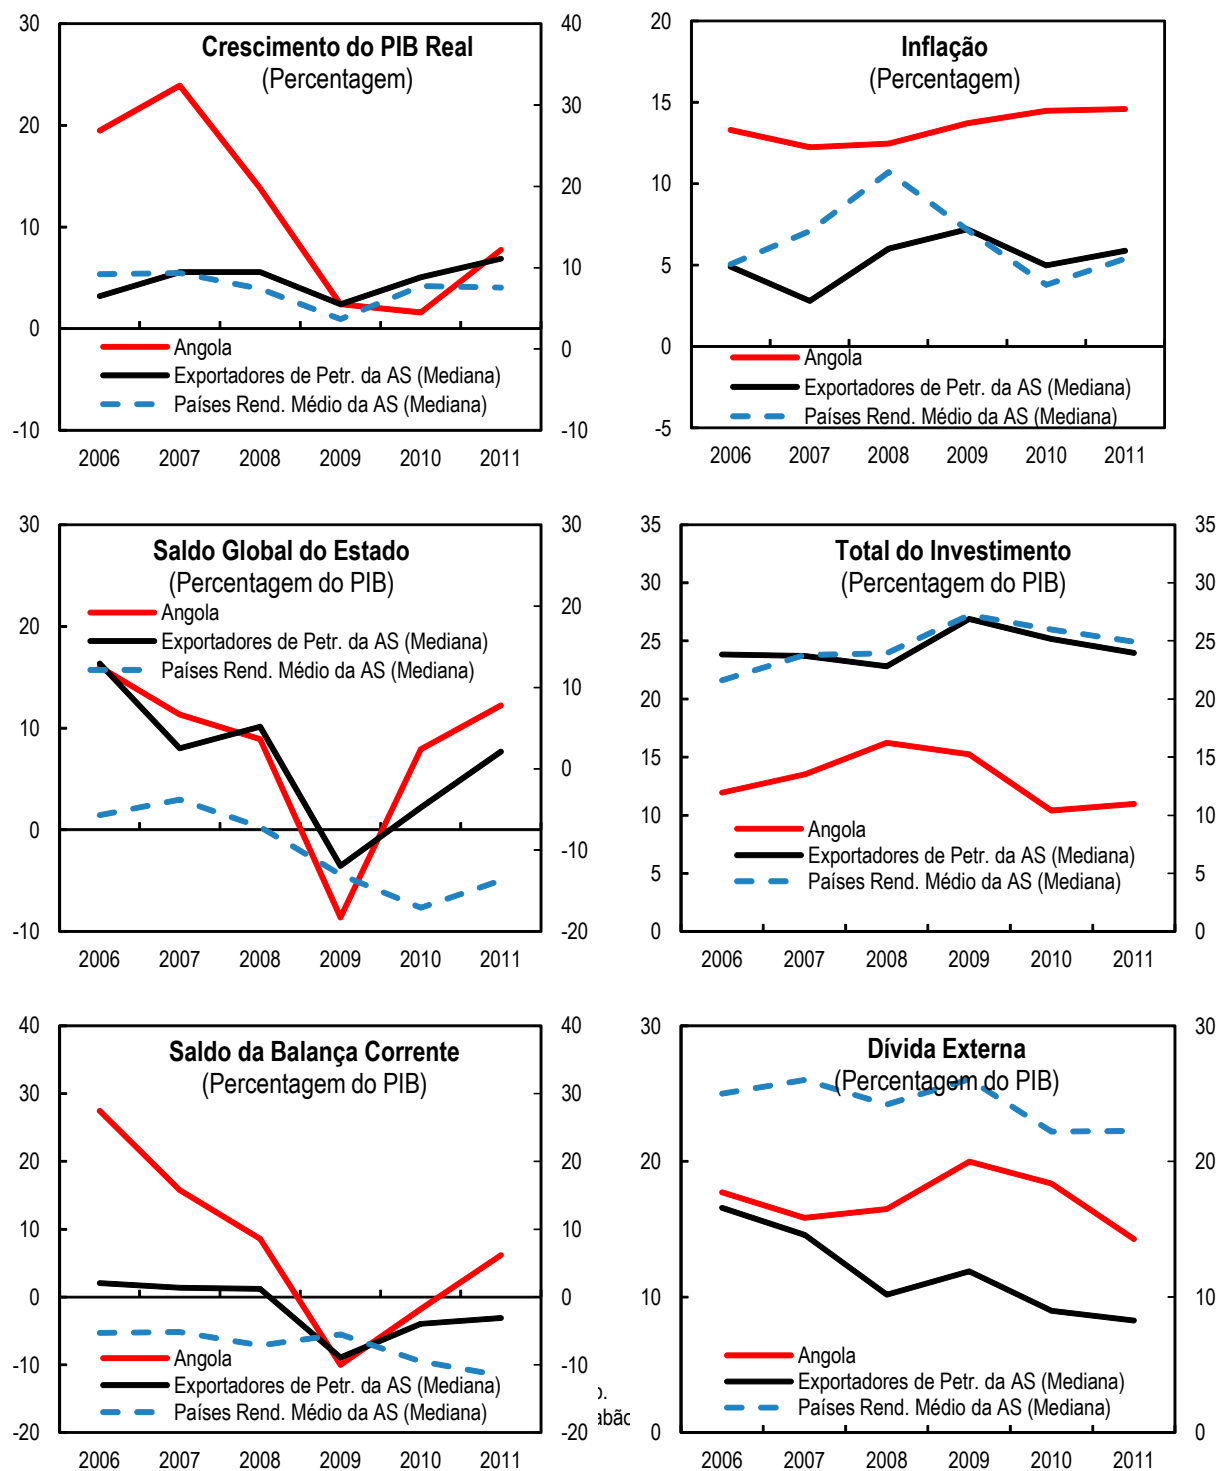 Crescimento do PIB Real
(Percentagem)
30
20
10
0
-10
40
30
20
10
0
-10
Angola
Exportadores de Petr. da AS (Mediana)
Países Rend. Médio da AS (Mediana)
2006 2007 2008 2009 2010 2011
Inflação
(Percentagem)
20
15
10
5
0
-5
Angola
Exportadores de Petr. da AS (Mediana)
Países Rend. Médio da AS (Mediana)
2006 2007 2008 2009 2010 2011
Saldo Global do Estado
(Percentagem do PIB)
30
20
10
0
-10
30
20
10
0
-10
-20
Angola
Exportadores de Petr. da AS (Mediana)
Países Rend. Médio da AS (Mediana)
2006 2007 2008 2009 2010 2011
Total do Investimento
(Percentagem do PIB)
35
30
25
20
15
10
5
0
35
30
25
20
15
10
5
0
Angola
Exportadores de Petr. da AS (Mediana)
Países Rend. Médio da AS (Mediana)
2006 2007 2008 2009 2010 2011
Saldo da Balança Corrente
(Percentagem do PIB)
40
30
20
10
0
-10
-20
40
30
20
10
0
-10
-20
Angola
Exportadores de Petr. da AS (Mediana)
Países Rend. Médio da AS (Mediana)
2006 2007 2008 2009 2010 2011
o.
abão
Dívida Externa
(Percentagem do PIB)
30
20
10
0
30
20
10
0
Angola
Exportadores de Petr. da AS (Mediana)
Países Rend. Médio da AS (Mediana)
2006 2007 2008 2009 2010 2011